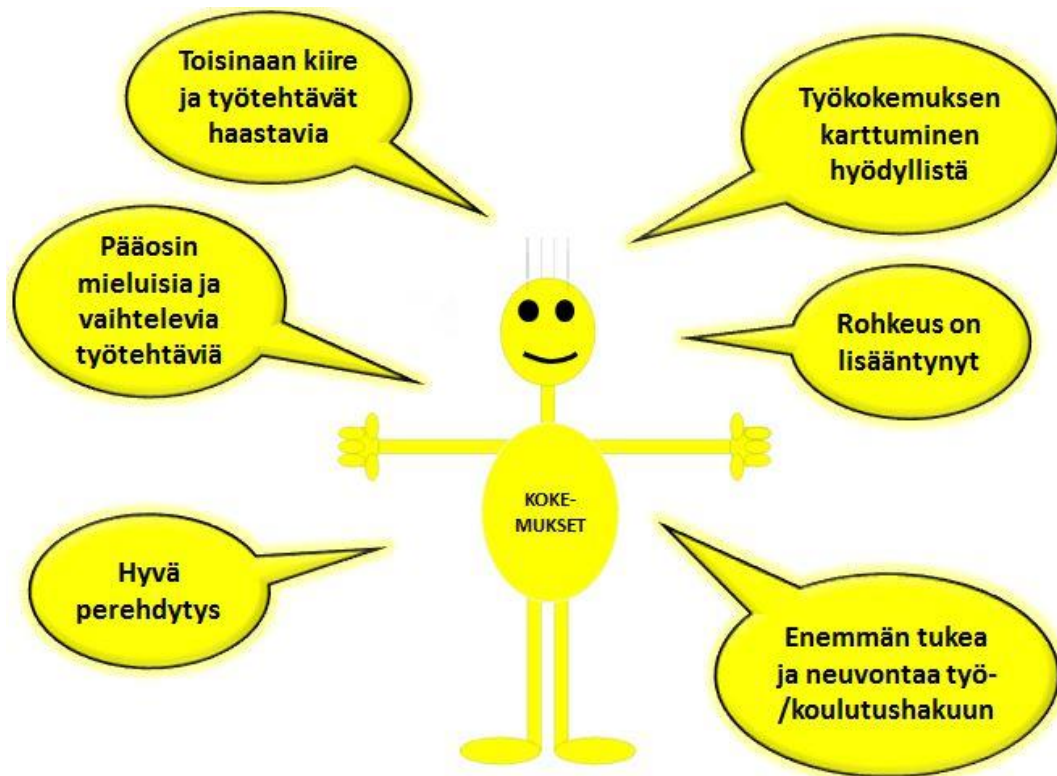 Toisinaan kiire
ja työtehtävät
haastavia
Työkokemuksen
karttuminen
hyödyllistä
Pääosin
mieluisia ja
vaihtelevia
työtehtäviä
Rohkeus on
lisääntynyt
KOKE-
MUKSET
Hyvä
perehdytys
Enemmän tukea
ja neuvontaa työ-
/koulutushakuun